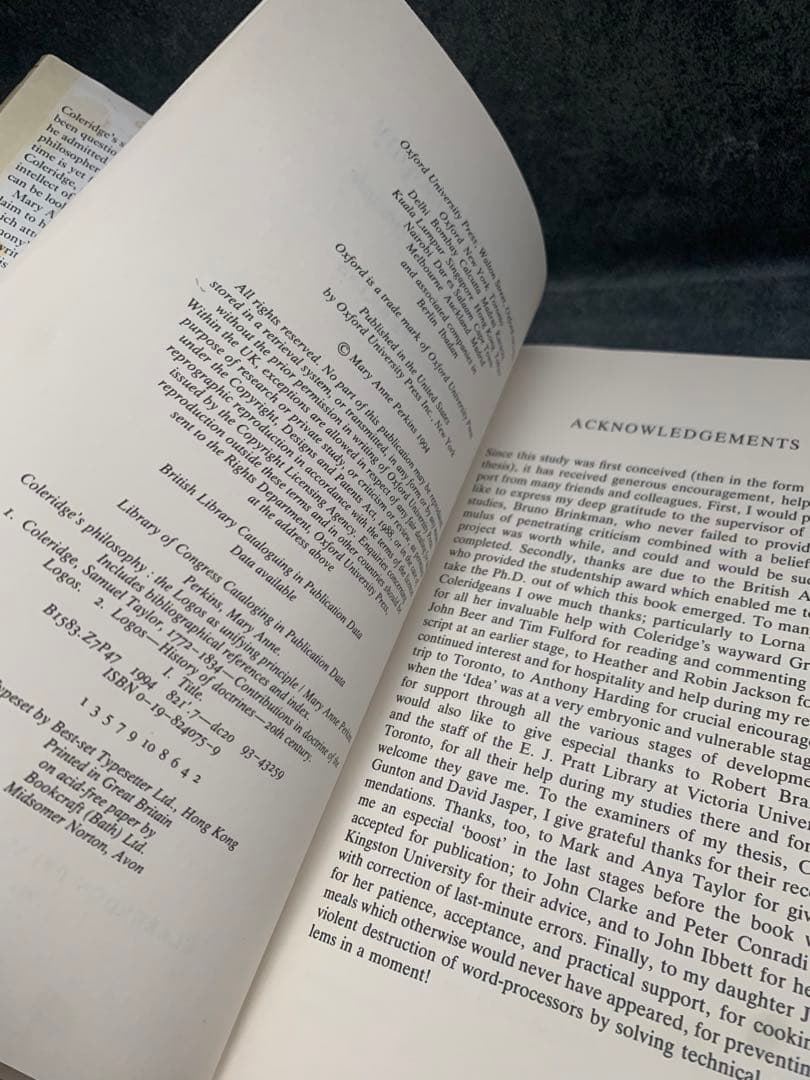 Coleridge's s
been questio
he admitted
philosopher
time is yet
Coleridge,
intellect of
can be loo
Mary A
aim to h
ich att
ony
writ
is
Oxford University Press, Walton Street, Oxford
Oxford New York Toronto
Delhi Bombay Calcutta Madras Karachi
Kuala Lumpur Singapore Hong Kong Tokyo
Nairobi Dar es Salaam Cape Town
Melbourne Auckland Madrid
and associated companies in
Berlin Ibadan
Oxford is a trade mark of Oxford University Press
Published in the United States
by Oxford University Press Inc., New York
© Mary Anne Perkins 1994
All rights reserved. No part of this publication may be reproduced,
stored in a retrieval system, or transmitted, in any form or by any means,
without the prior permission in writing of Oxford University Press.
Within the UK, exceptions are allowed in respect of any fair dealing for the
purpose of research or private study, or criticism or review, as permitted
under the Copyright, Designs and Patents Act, 1988, or in the case of
reprographic reproduction in accordance with the terms of the licences
issued by the Copyright Licensing Agency. Enquiries concerning
reproduction outside these terms and in other countries should be
sent to the Rights Department, Oxford University Press,
at the address above
British Library Cataloguing in Publication Data
Data available
Library of Congress Cataloging in Publication Data
Perkins, Mary Anne.
Coleridge's philosophy : the Logos as unifying principle / Mary Anne Perkins
Includes bibliographical references and index.
1. Coleridge, Samuel Taylor, 1772–1834—Contributions in doctrine of the
Logos. 2. Logos—History of doctrines—20th century.
I. Title.
B1583.Z7P47 1994 821'.7—dc20 93-43259
ISBN 0-19-824075-9
1 3 5 7 9 10 8 6 4 2
Typeset by Best-set Typesetter Ltd., Hong Kong
Printed in Great Britain
on acid-free paper by
Bookcraft (Bath) Ltd.
Midsomer Norton, Avon
ACKNOWLEDGEMENTS
Since this study was first conceived (then in the form
thesis), it has received generous encouragement, help
port from many friends and colleagues. First, I would p
like to express my deep gratitude to the supervisor of
studies, Bruno Brinkman, who never failed to provid
mulus of penetrating criticism combined with a belief
project was worth while, and could and would be su
completed. Secondly, thanks are due to the British A
who provided the studentship award which enabled me t
take the Ph.D. out of which this book emerged. To man
Coleridgeans I owe much thanks; particularly to Lorna
for all her invaluable help with Coleridge's wayward Gr
John Beer and Tim Fulford for reading and commenting
script at an earlier stage, to Heather and Robin Jackson fo
continued interest and for hospitality and help during my re
trip to Toronto, to Anthony Harding for crucial encourage
when the 'Idea' was at a very embryonic and vulnerable stag
for support through all the various stages of developme
would also like to give especial thanks to Robert Bra
and the staff of the E. J. Pratt Library at Victoria Univer
Toronto, for all their help during my studies there and for
welcome they gave me. To the examiners of my thesis, C
Gunton and David Jasper, I give grateful thanks for their rec
mendations. Thanks, too, to Mark and Anya Taylor for giv
me an especial 'boost' in the last stages before the book w
accepted for publication; to John Clarke and Peter Conradi
Kingston University for their advice, and to John Ibbett for he
with correction of last-minute errors. Finally, to my daughter J
for her patience, acceptance, and practical support, for cookin
meals which otherwise would never have appeared, for preventin
violent destruction of word-processors by solving technical
lems in a moment!